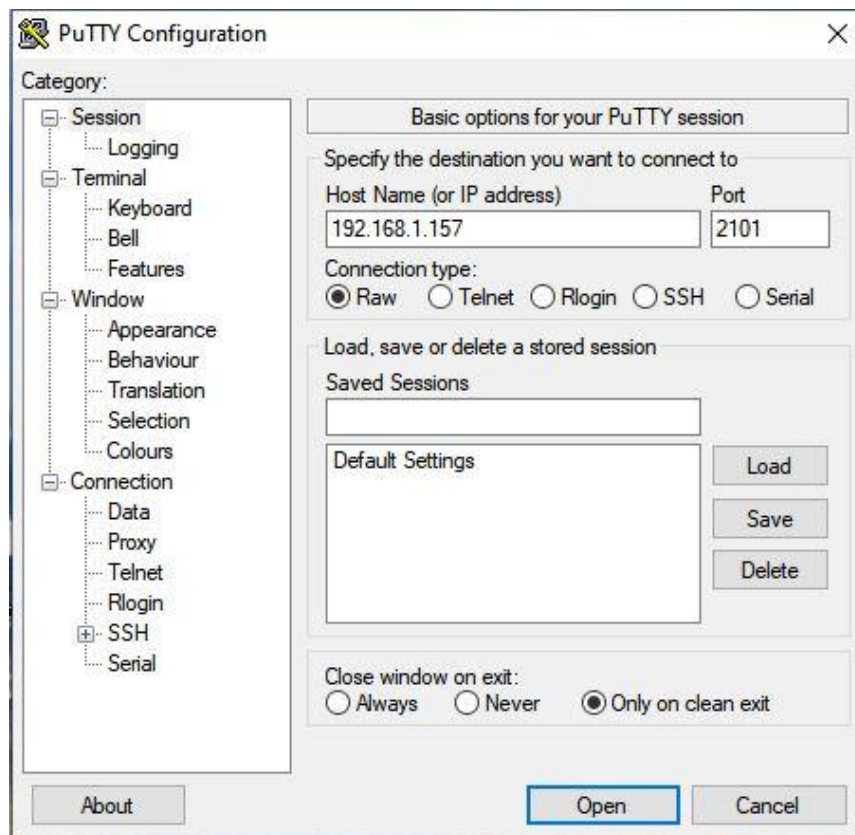 PuTTY Configuration
Category:
Session
Logging
Terminal
Keyboard
Bell
Features
Window
Appearance
Behaviour
Translation
Selection
Colours
Connection
Data
Proxy
Telnet
Rlogin
SSH
Serial
Basic options for your PuTTY session
Specify the destination you want to connect to
Host Name (or IP address) Port
192.168.1.157 2101
Connection type:
Raw Telnet Rlogin SSH Serial
Load, save or delete a stored session
Saved Sessions
Default Settings
Load
Save
Delete
Close window on exit:
Always Never Only on clean exit
About Open Cancel